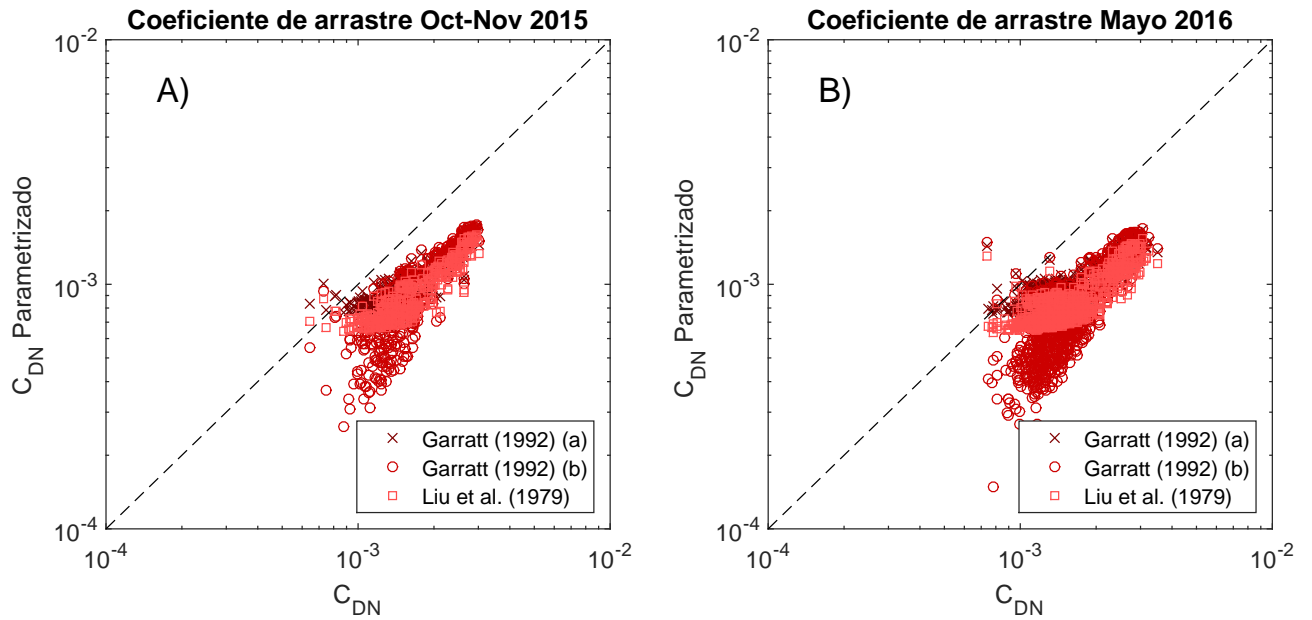 Coeficiente de arrastre Oct-Nov 2015
A)
10^-2
10^-3
10^-4
C_DN Parametrizado
Garratt (1992) (a)
Garratt (1992) (b)
Liu et al. (1979)
10^-4 10^-3 10^-2
C_DN
Coeficiente de arrastre Mayo 2016
B)
10^-2
10^-3
10^-4
C_DN Parametrizado
Garratt (1992) (a)
Garratt (1992) (b)
Liu et al. (1979)
10^-4 10^-3 10^-2
C_DN